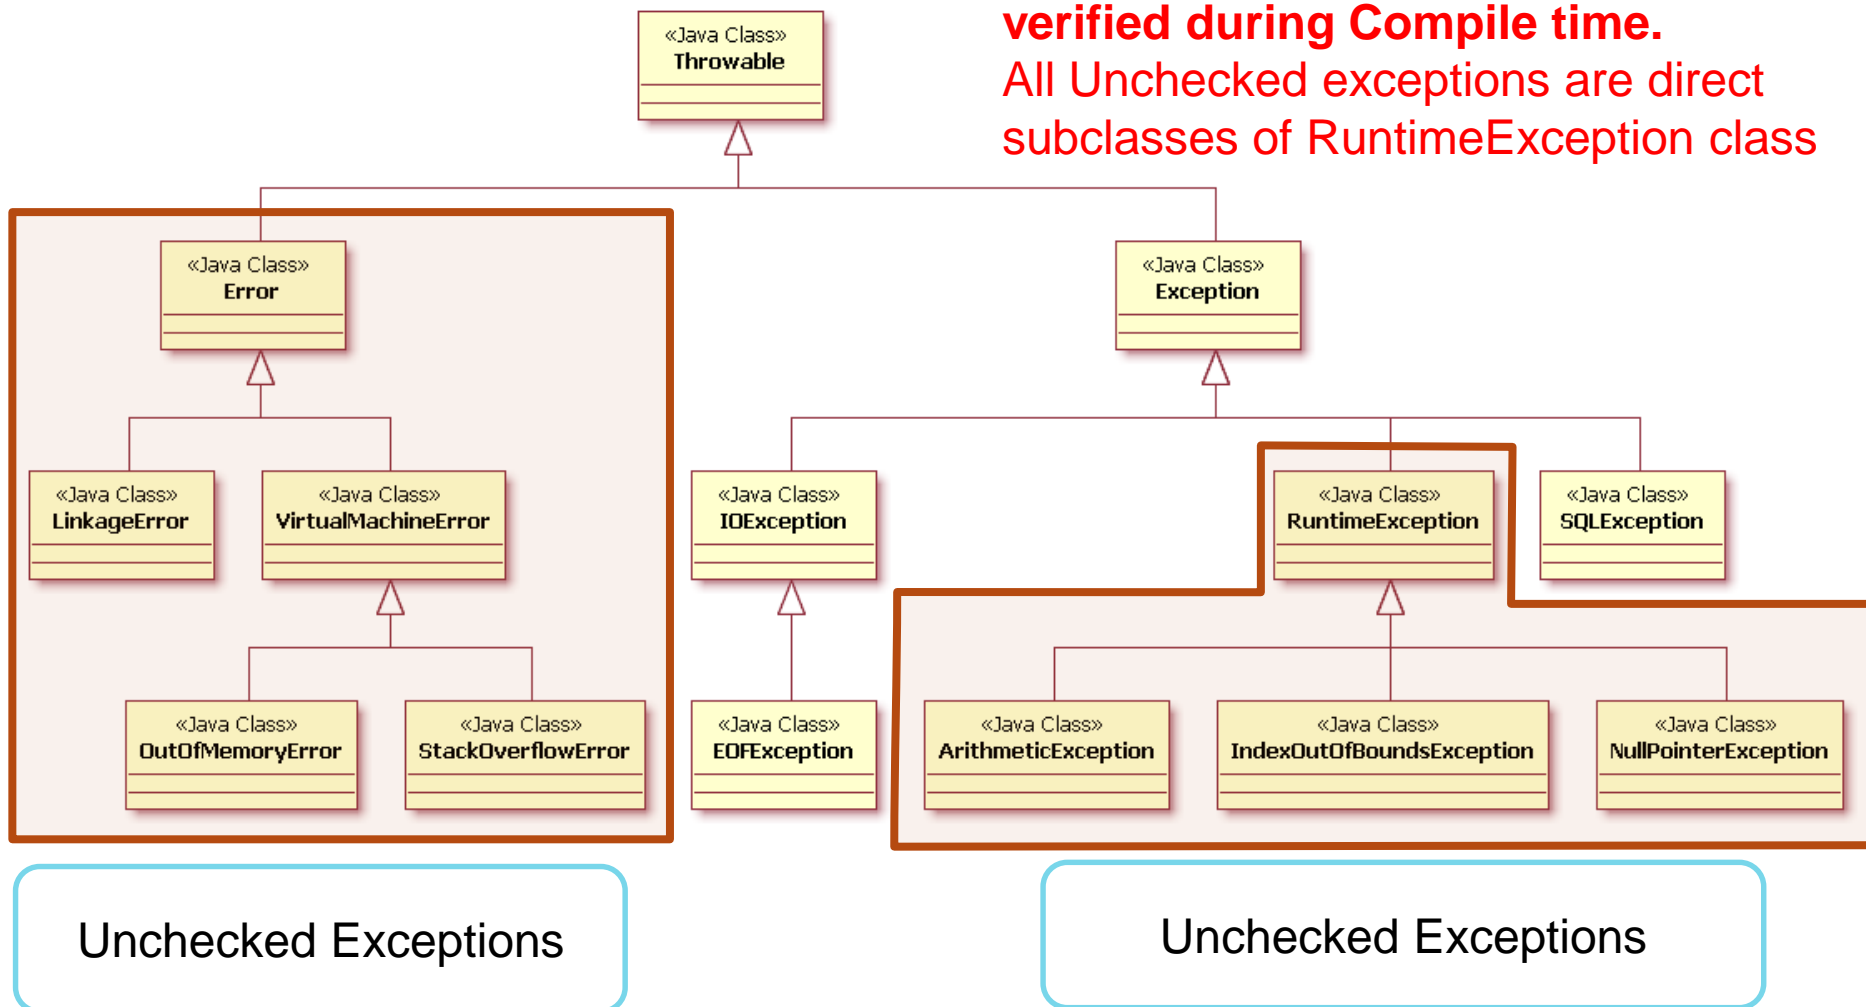 verified during Compile time.
All Unchecked exceptions are direct
subclasses of RuntimeException class
«Java Class»
Throwable
«Java Class»
Error
«Java Class»
Exception
«Java Class»
LinkageError
«Java Class»
VirtualMachineError
«Java Class»
IOException
«Java Class»
RuntimeException
«Java Class»
SQLException
«Java Class»
OutOfMemoryError
«Java Class»
StackOverflowError
«Java Class»
EOFException
«Java Class»
ArithmeticException
«Java Class»
IndexOutOfBoundsException
«Java Class»
NullPointerException
Unchecked Exceptions
Unchecked Exceptions